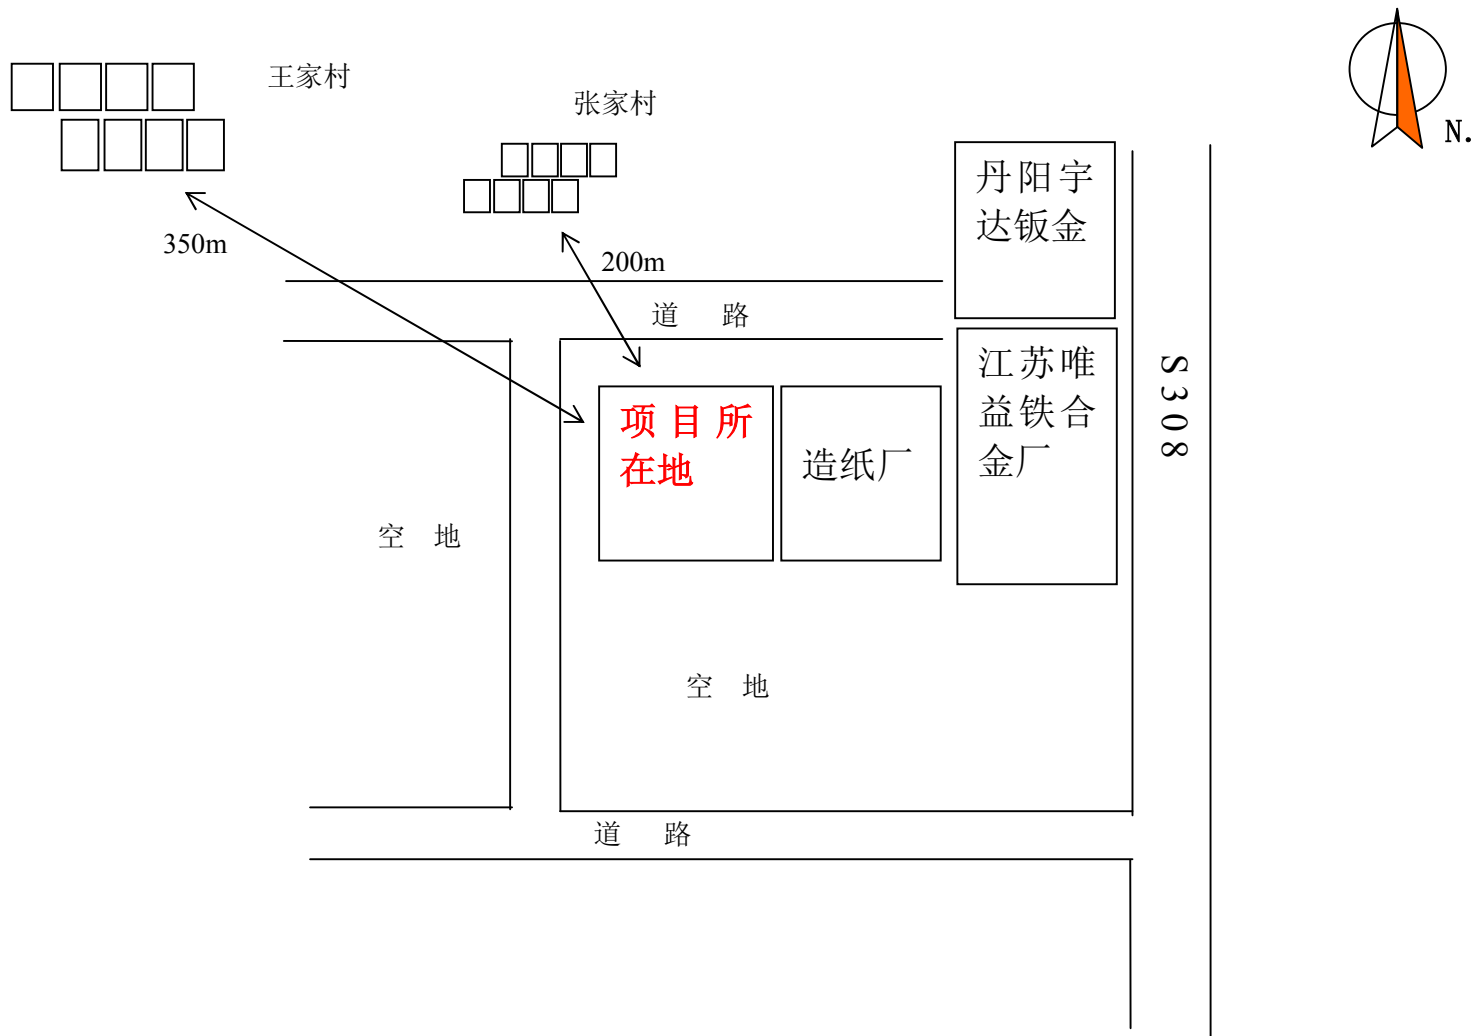 王家村
张家村
N.
丹阳宇
达钣金
350m
200m
道 路
江苏唯
益铁合
金厂
S308
项目所
在地
造纸厂
空 地
空 地
道 路